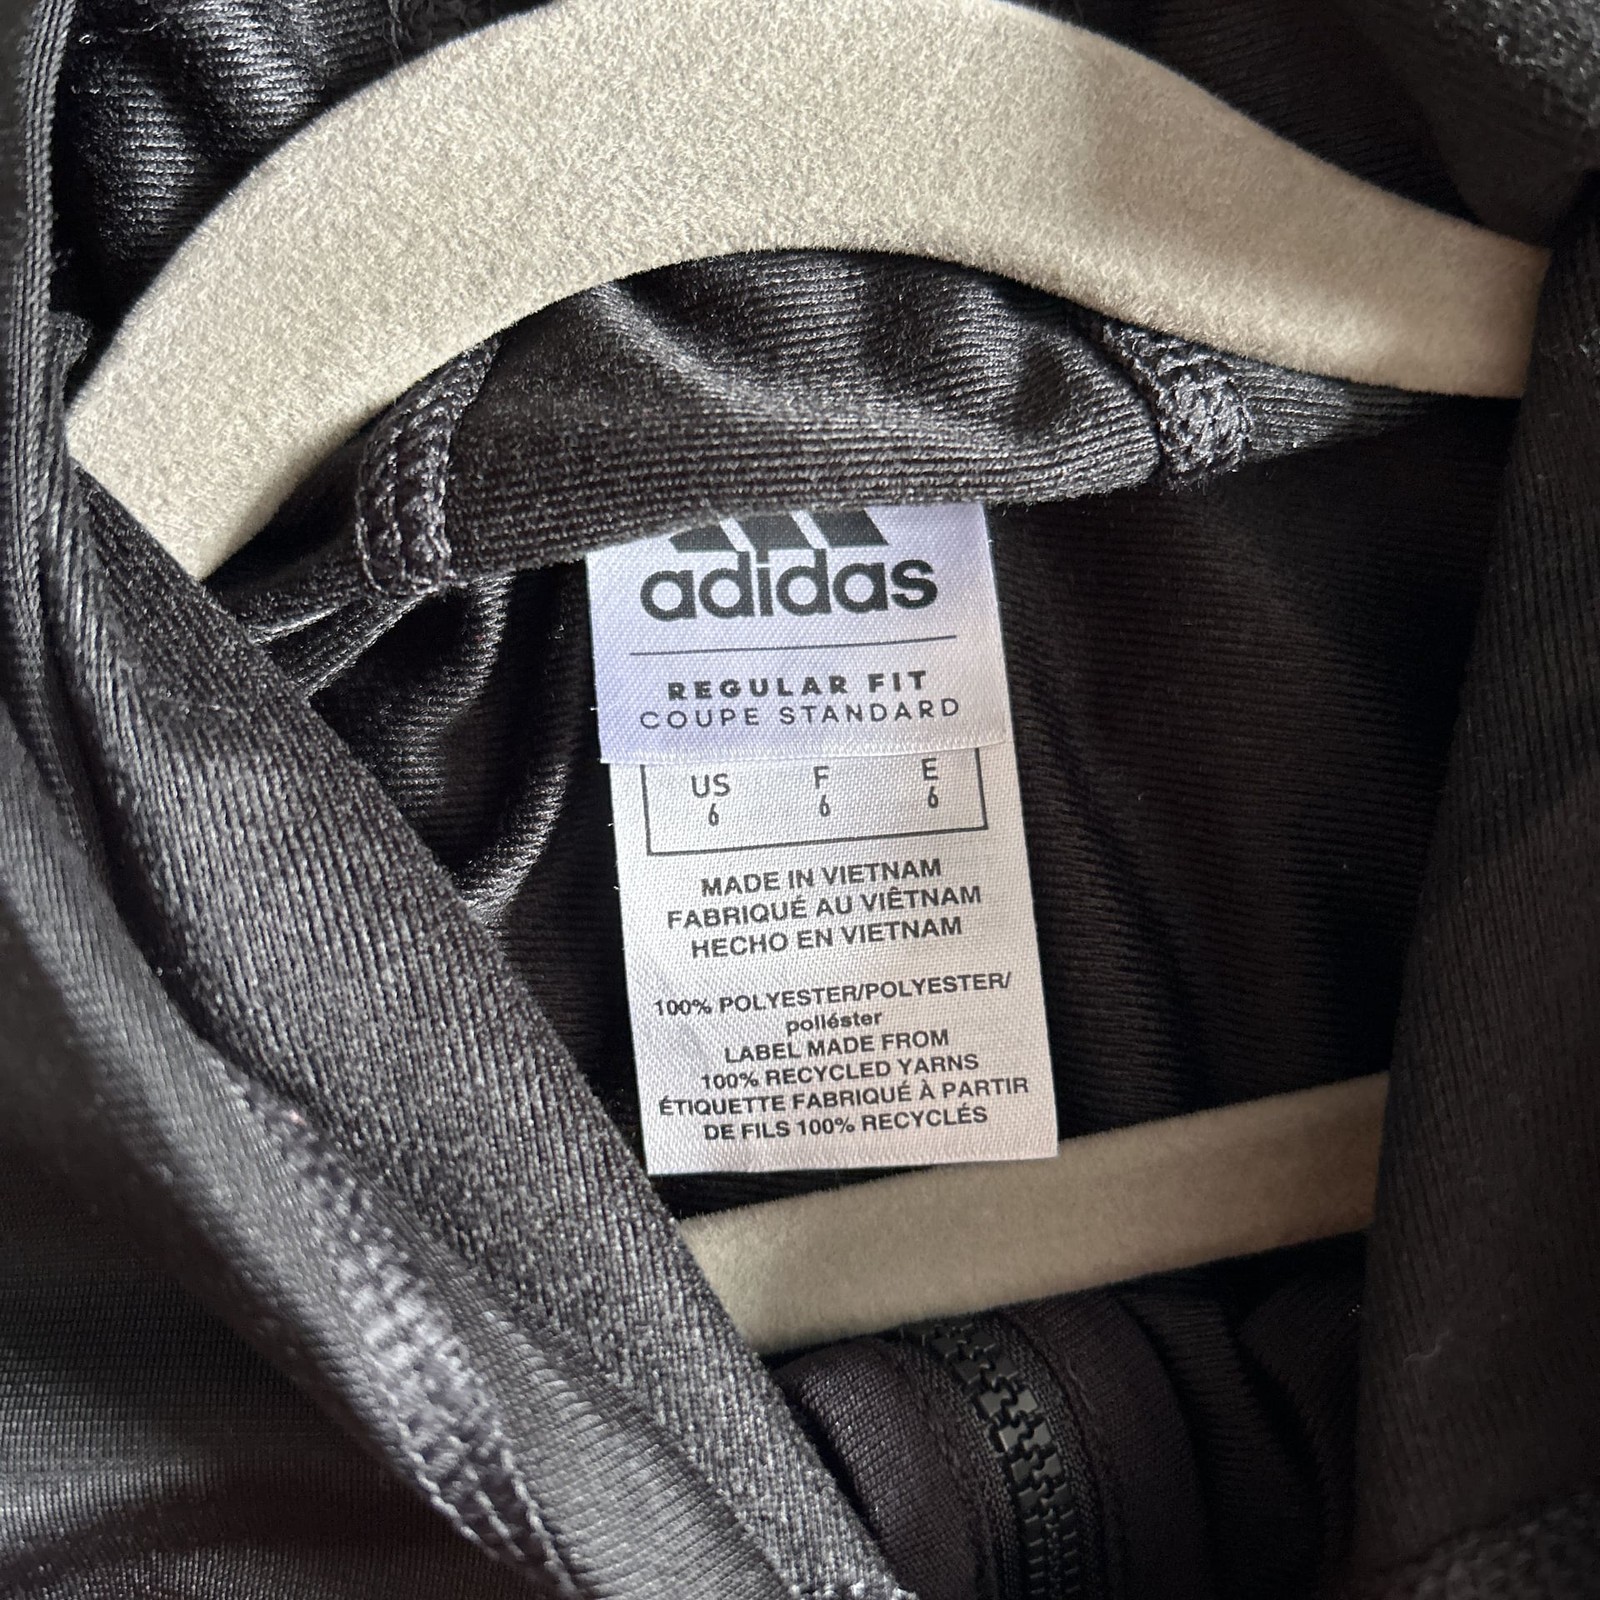 adidas
REGULAR FIT
COUPE STANDARD
US F E
6 6 6
MADE IN VIETNAM
FABRIQUÉ AU VIÊTNAM
HECHO EN VIETNAM
100% POLYESTER/POLYESTER/
poliéster
LABEL MADE FROM
100% RECYCLED YARNS
ÉTIQUETTE FABRIQUÉ À PARTIR
DE FILS 100% RECYCLÉS